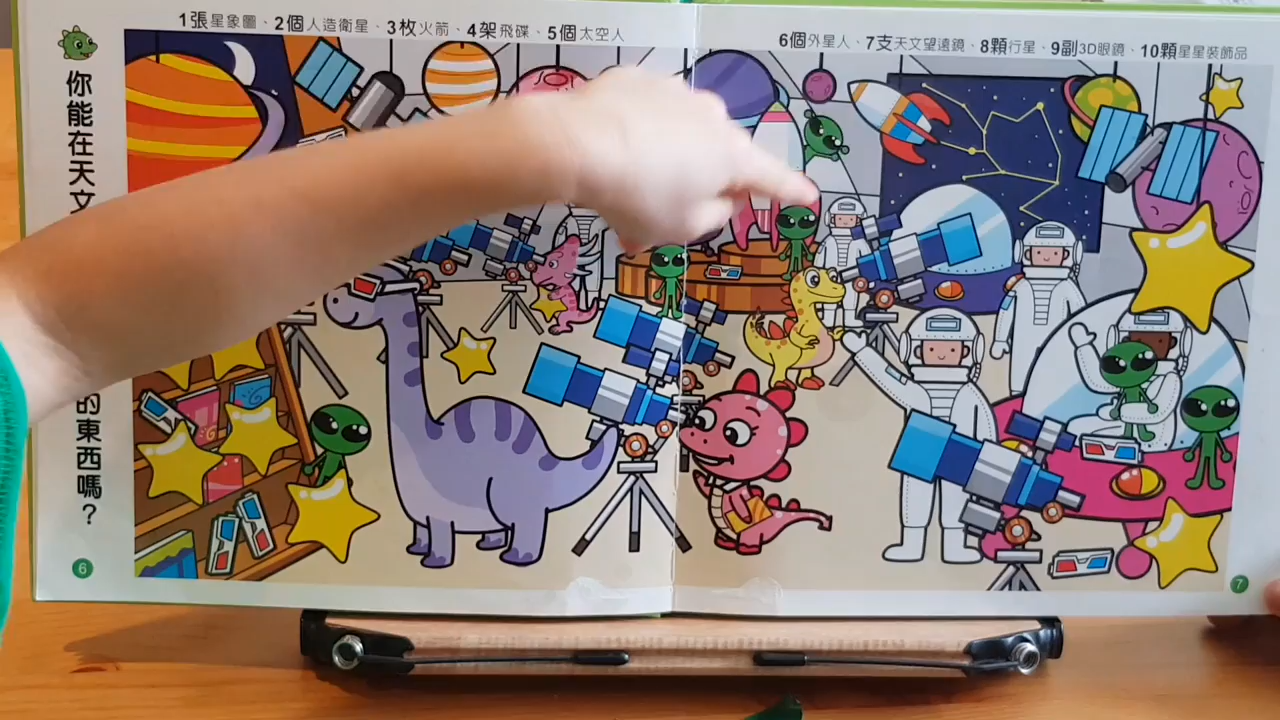 1張星象圖、2個人造衛星、3枚火箭、4架飛碟、5個太空人
6個外星人、7支天文望遠鏡、8顆行星、9副3D眼鏡、10顆星星裝飾品
你能在天文
的東西嗎？
6
7